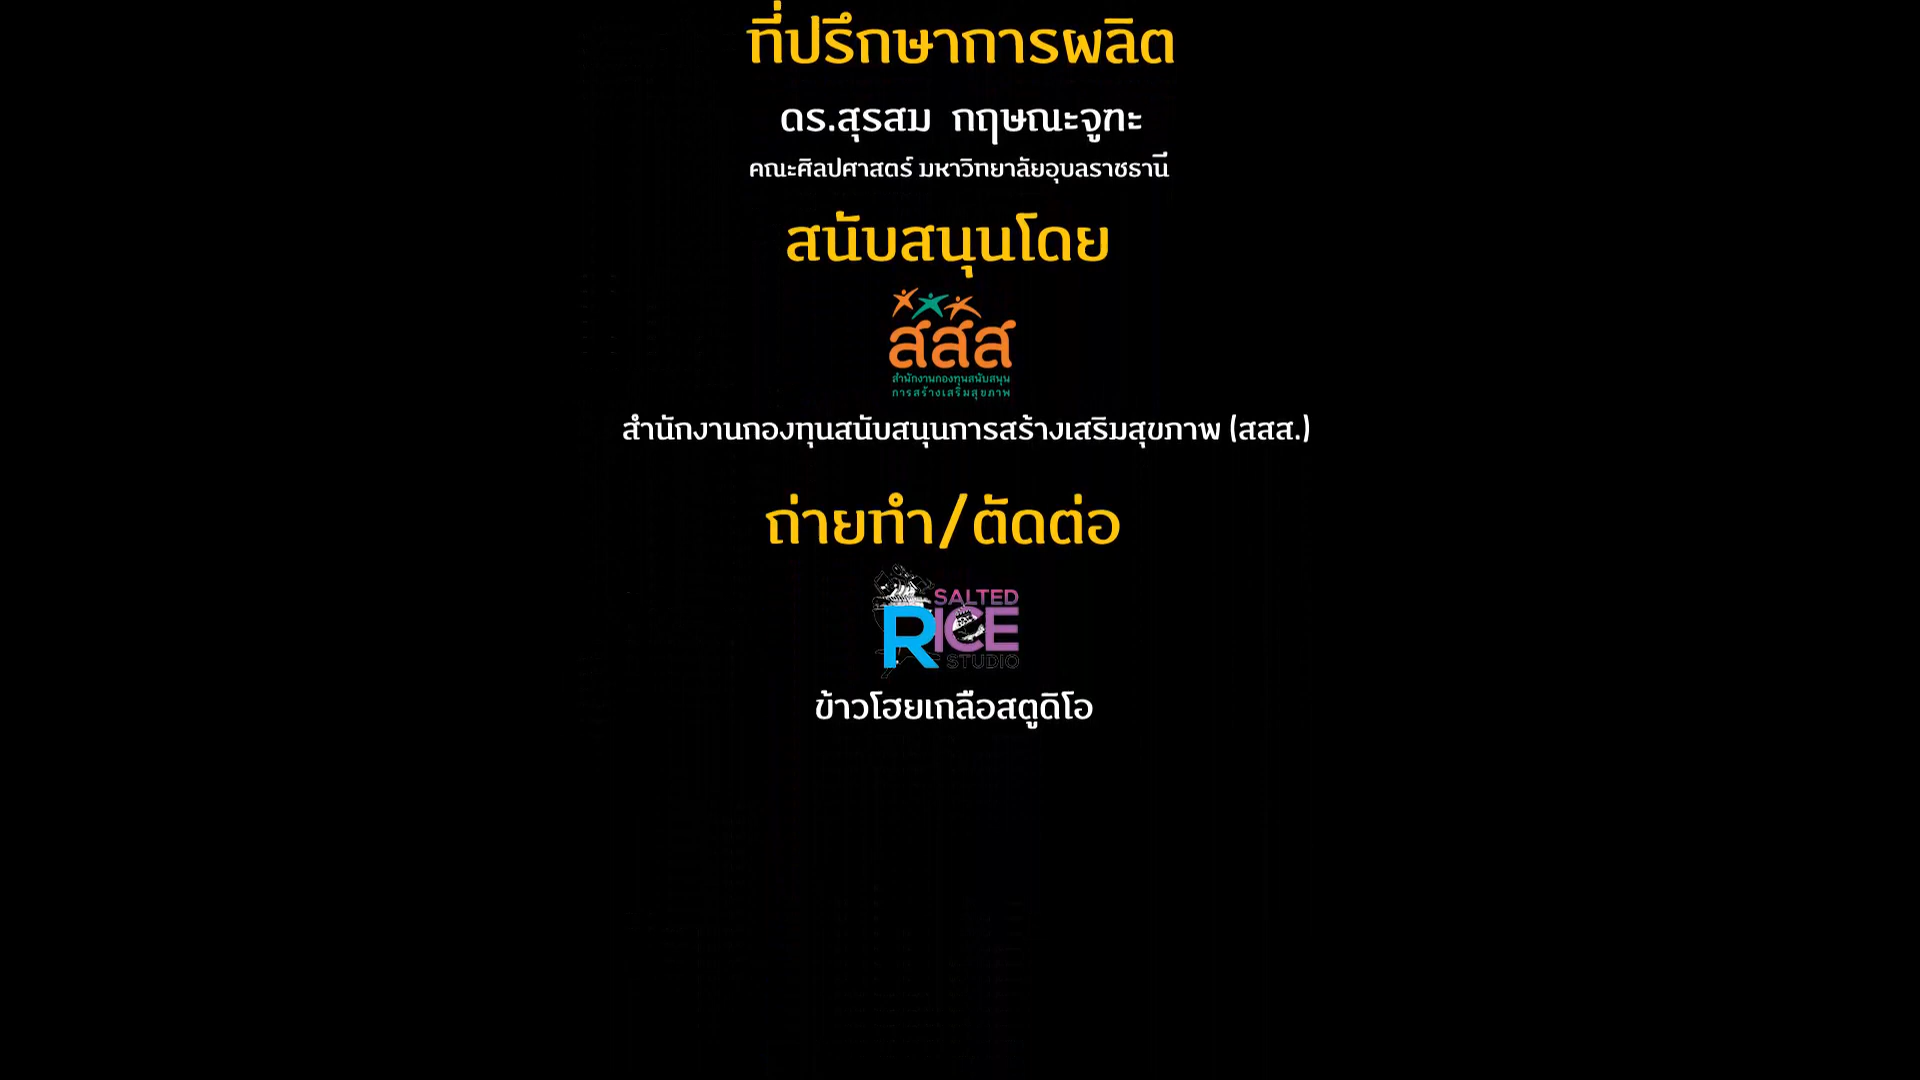 ที่ปรึกษาการผลิต
ดร.สุรสม กฤษณะจูฑะ
คณะศิลปศาสตร์ มหาวิทยาลัยอุบลราชธานี
สนับสนุนโดย
สสส
สำนักงานกองทุนสนับสนุน
การสร้างเสริมสุขภาพ
สำนักงานกองทุนสนับสนุนการสร้างเสริมสุขภาพ (สสส.)
ถ่ายทำ/ตัดต่อ
SALTED
RICE
STUDIO
ข้าวโฮยเกลือสตูดิโอ